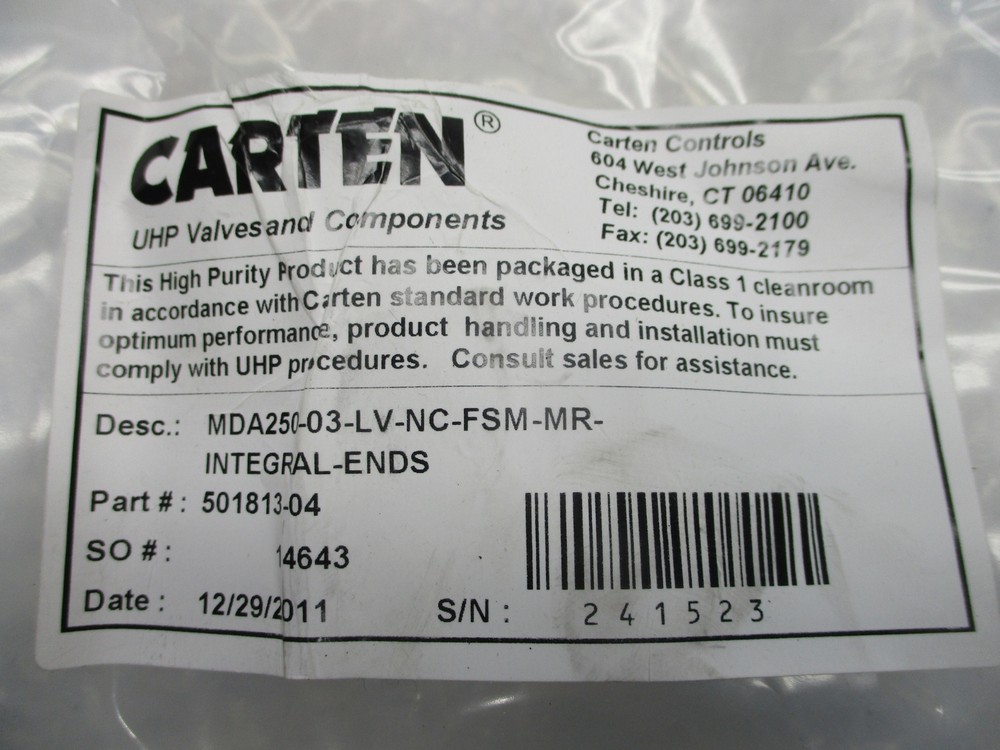 CARTEN®
UHP Valves and Components
Carten Controls
604 West Johnson Ave.
Cheshire, CT 06410
Tel: (203) 699-2100
Fax: (203) 699-2179
This High Purity Product has been packaged in a Class 1 cleanroom
in accordance with Carten standard work procedures. To insure
optimum performance, product handling and installation must
comply with UHP procedures. Consult sales for assistance.
Desc.: MDA250-03-LV-NC-FSM-MR-
INTEGRAL-ENDS
Part #: 501813-04
SO #: 14643
Date: 12/29/2011
S/N: 241523